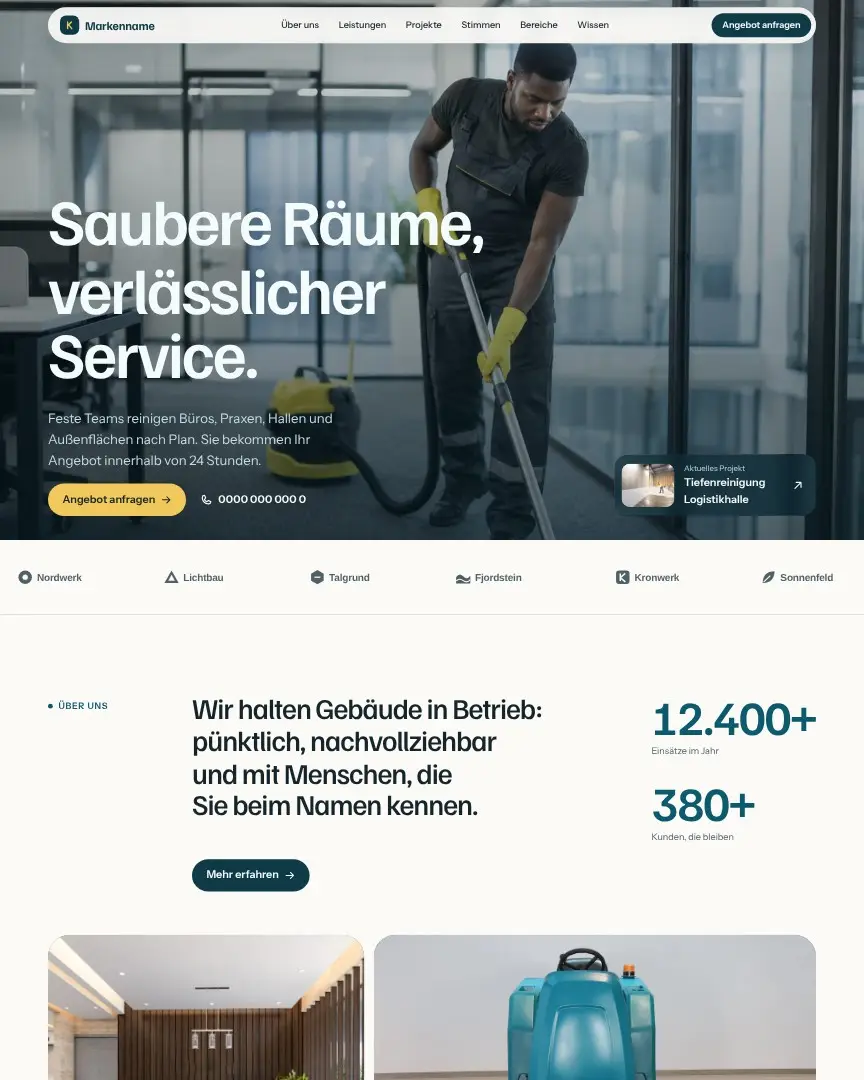 K Markenname
Über uns Leistungen Projekte Stimmen Bereiche Wissen
Angebot anfragen
Saubere Räume,
verlässlicher
Service.
Feste Teams reinigen Büros, Praxen, Hallen und
Außenflächen nach Plan. Sie bekommen Ihr
Angebot innerhalb von 24 Stunden.
Angebot anfragen →
0000 000 000 0
Aktuelles Projekt
Tiefenreinigung
Logistikhalle
Nordwerk Lichtbau Talgrund Fjordstein K Kronwerk Sonnenfeld
ÜBER UNS
Wir halten Gebäude in Betrieb:
pünktlich, nachvollziehbar
und mit Menschen, die
Sie beim Namen kennen.
Mehr erfahren →
12.400+
Einsätze im Jahr
380+
Kunden, die bleiben